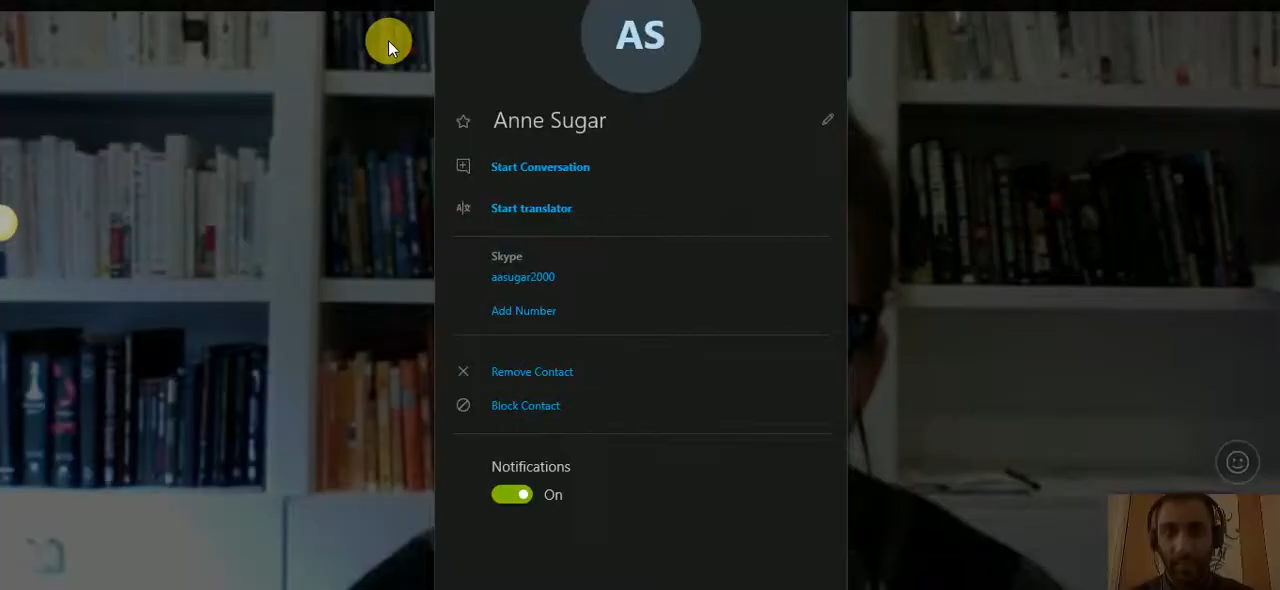 AS
Anne Sugar
Start Conversation
Start translator
Skype
aasugar2000
Add Number
Remove Contact
Block Contact
Notifications
On